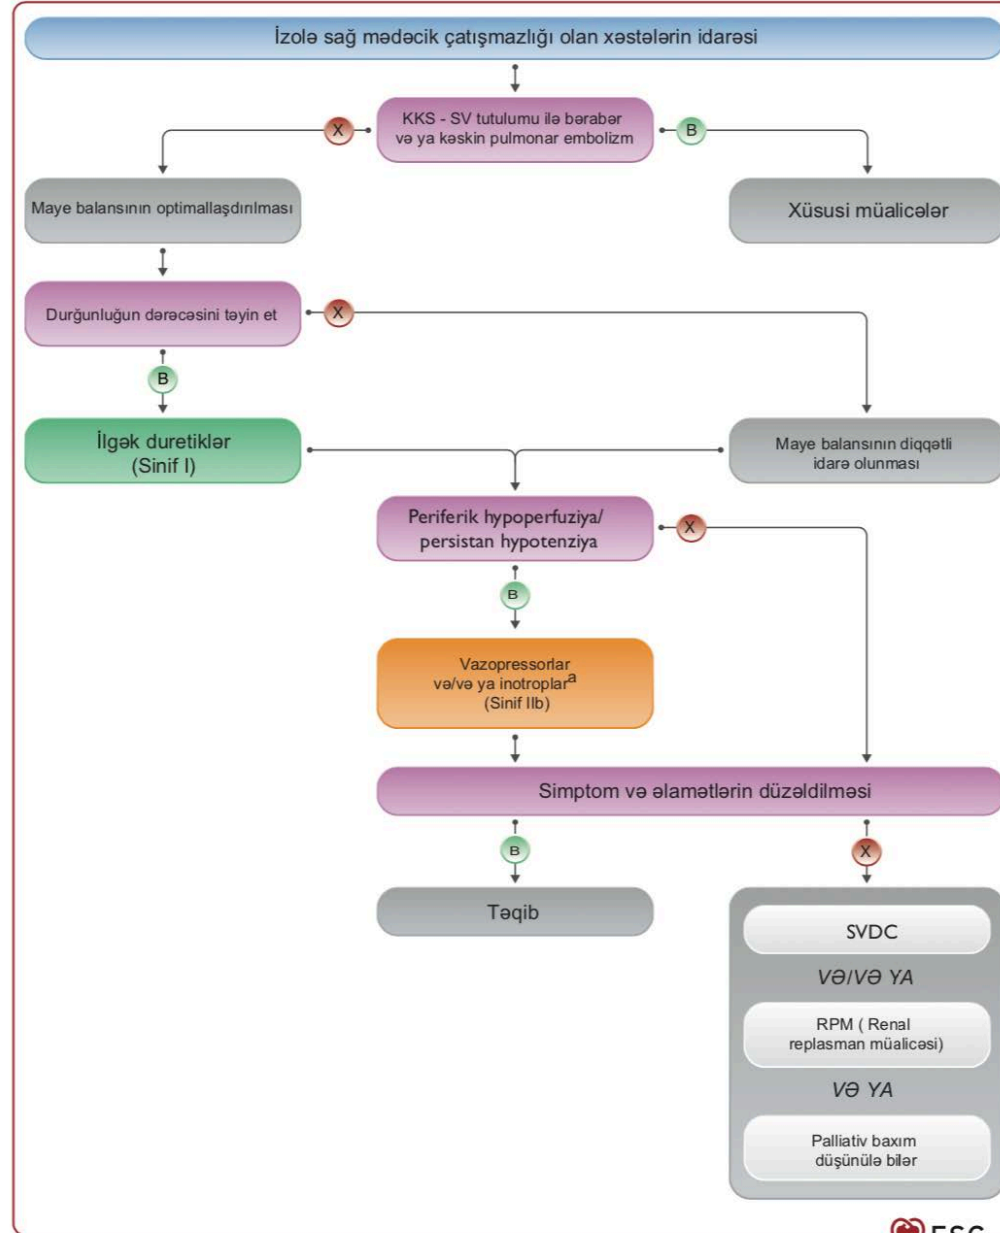 İzolə sağ mədəcik çatışmazlığı olan xəstələrin idarəsi
KKS - SV tutulumu ilə bərabər
və ya kəskin pulmonar embolizm
X
B
Maye balansının optimallaşdırılması
Xüsusi müalicələr
Durğunluğun dərəcəsini təyin et
X
B
İlgək duretiklər
(Sinif I)
Maye balansının diqqətli
idarə olunması
Periferik hypoperfuziya/
persistan hypotenziya
X
B
Vazopressorlar
və/və ya inotroplar a
(Sinif IIb)
Simptom və əlamətlərin düzəldilməsi
B
X
Təqib
SVDC
VƏ/VƏ YA
RPM ( Renal
replasman müalicəsi)
VƏ YA
Palliativ baxım
düşünülə bilər
ESC